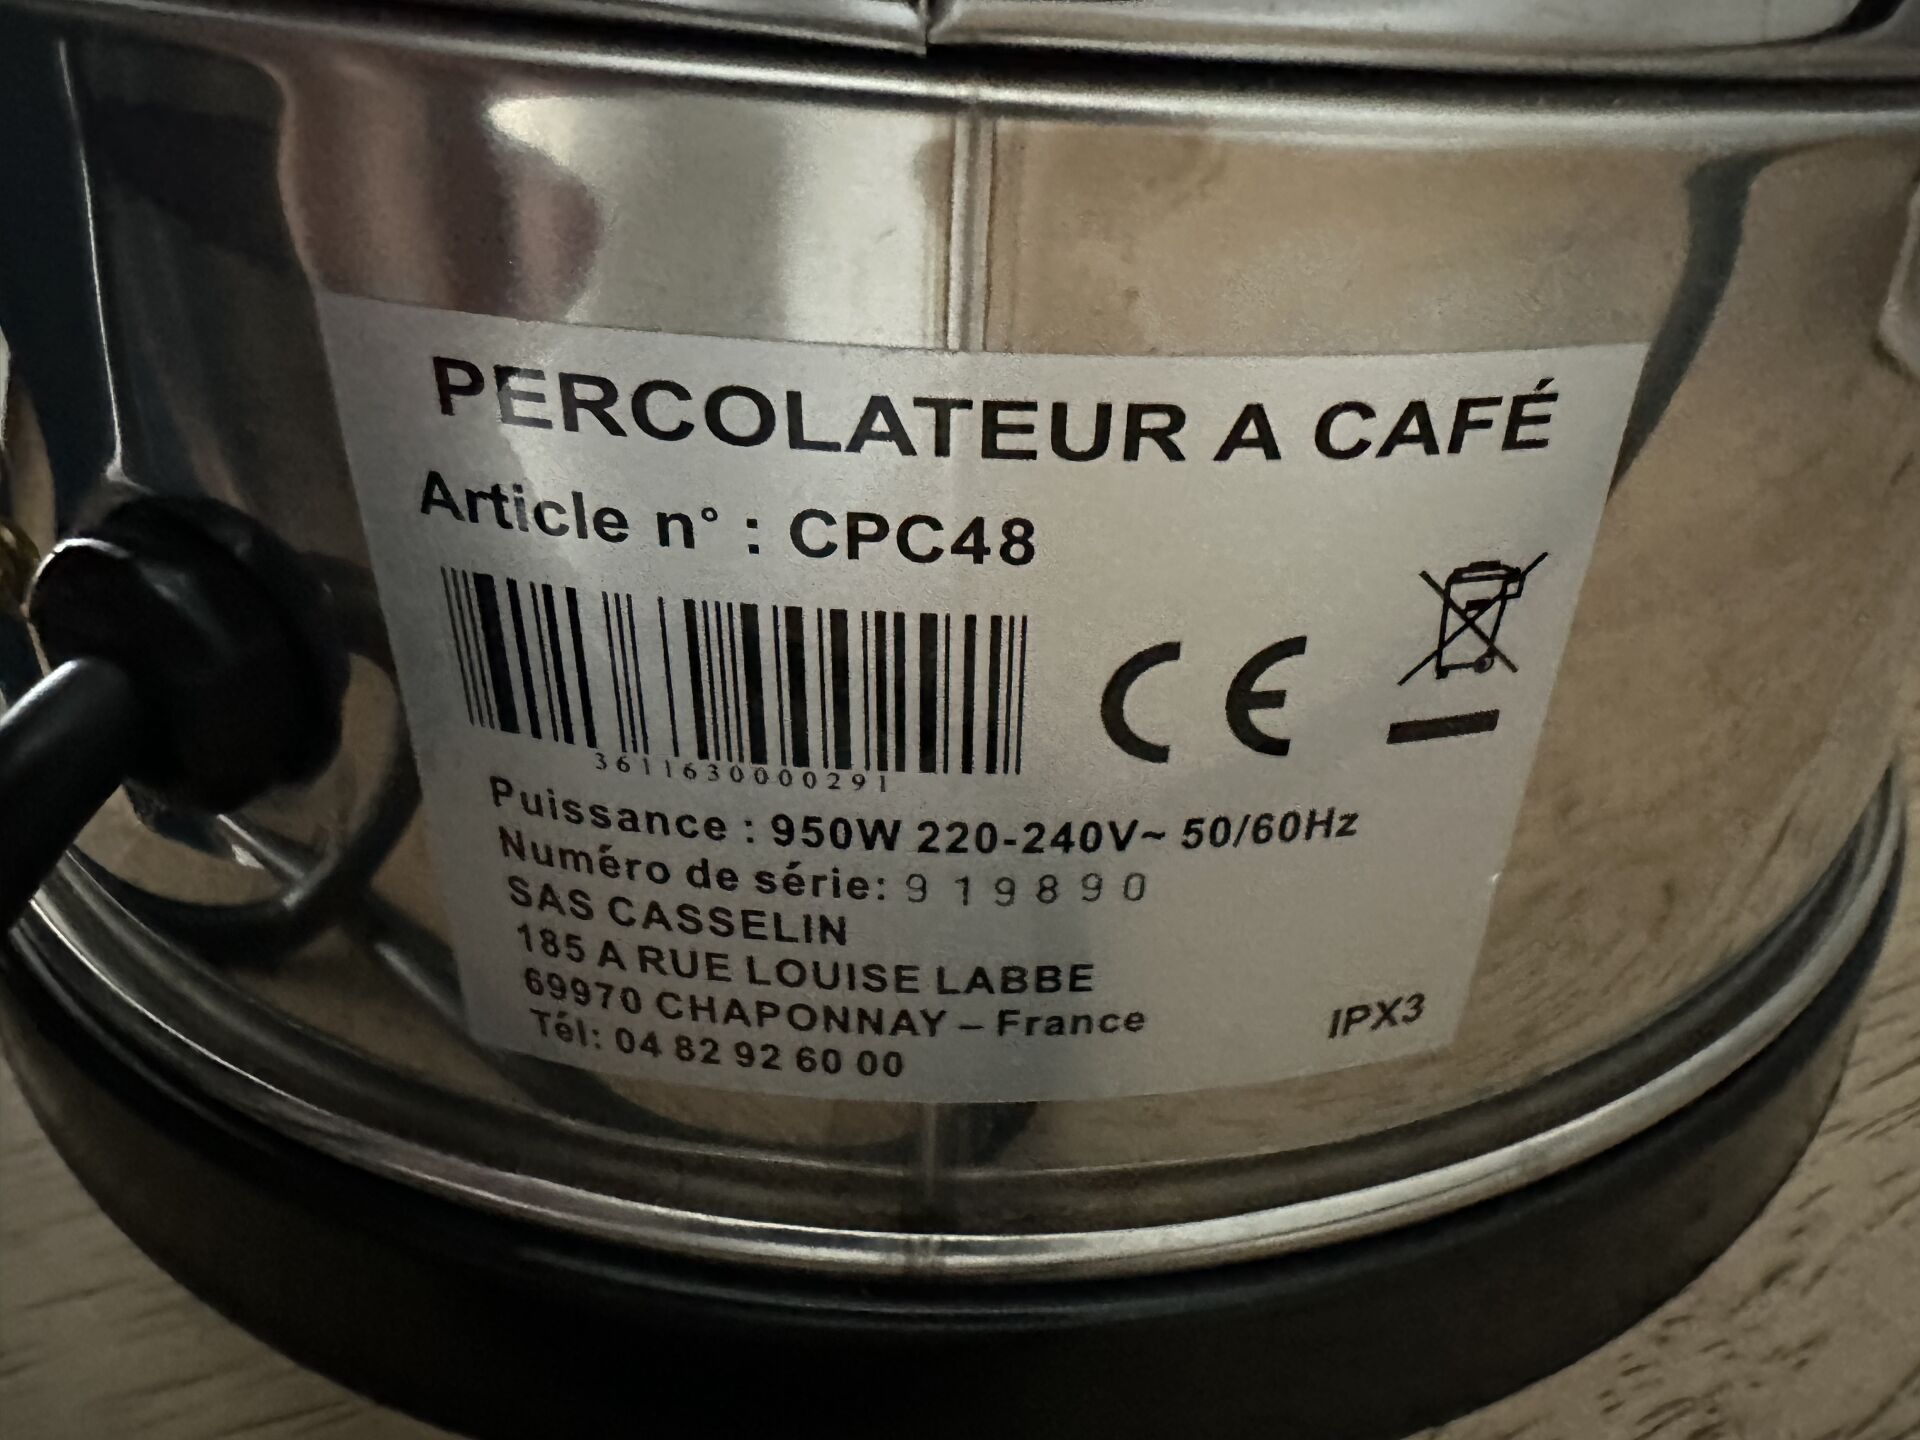 PERCOLATEUR A CAFÉ
Article n° : CPC48
3611630000291
CE
Puissance : 950W 220-240V~ 50/60Hz
Numéro de série: 919890
SAS CASSELIN
185 A RUE LOUISE LABBE
69970 CHAPONNAY – France
Tél: 04 82 92 60 00
IPX3